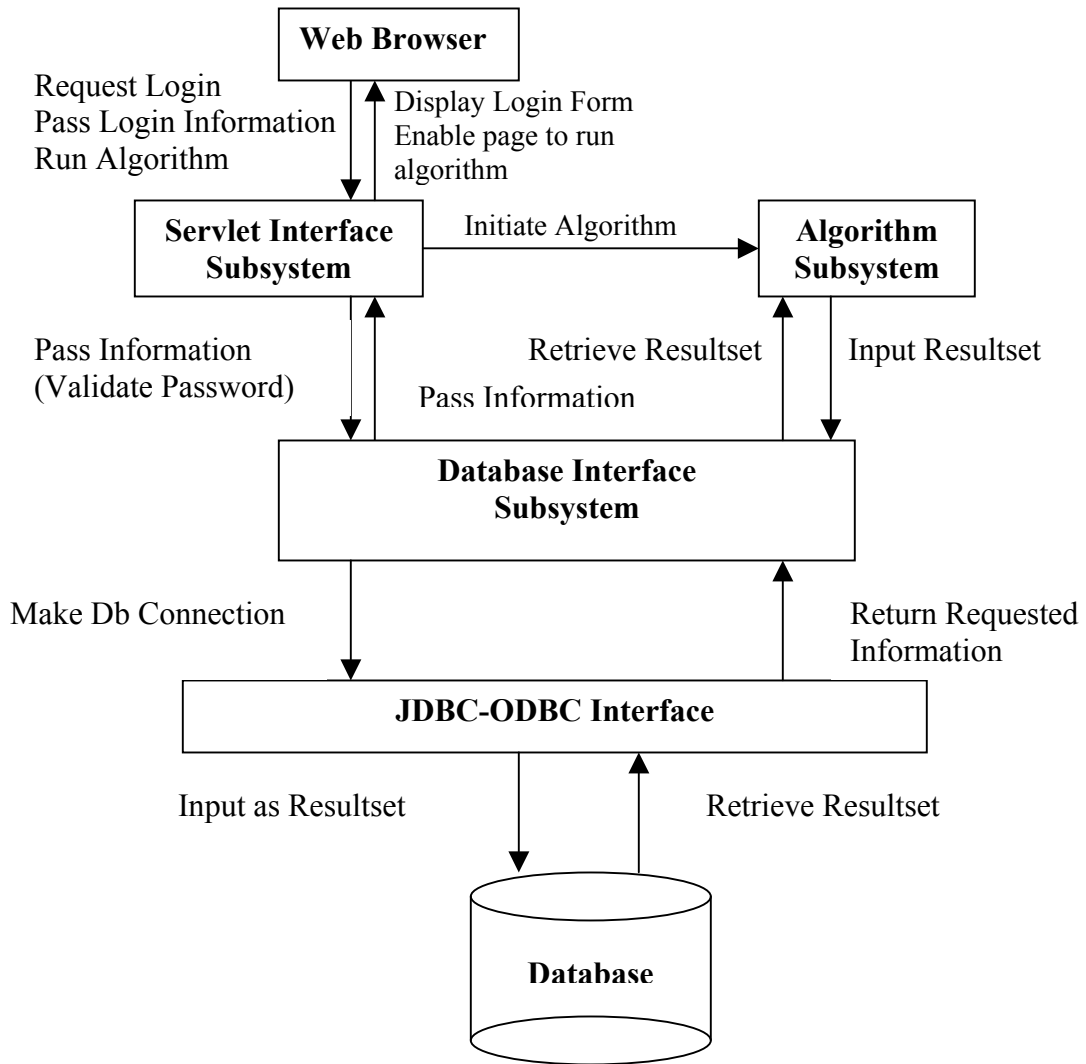 Web Browser
Request Login
Pass Login Information
Run Algorithm
Display Login Form
Enable page to run
algorithm
Servlet Interface
Subsystem
Initiate Algorithm
Algorithm
Subsystem
Pass Information
(Validate Password)
Pass Information
Retrieve Resultset
Input Resultset
Database Interface
Subsystem
Make Db Connection
Return Requested
Information
JDBC-ODBC Interface
Input as Resultset
Retrieve Resultset
Database